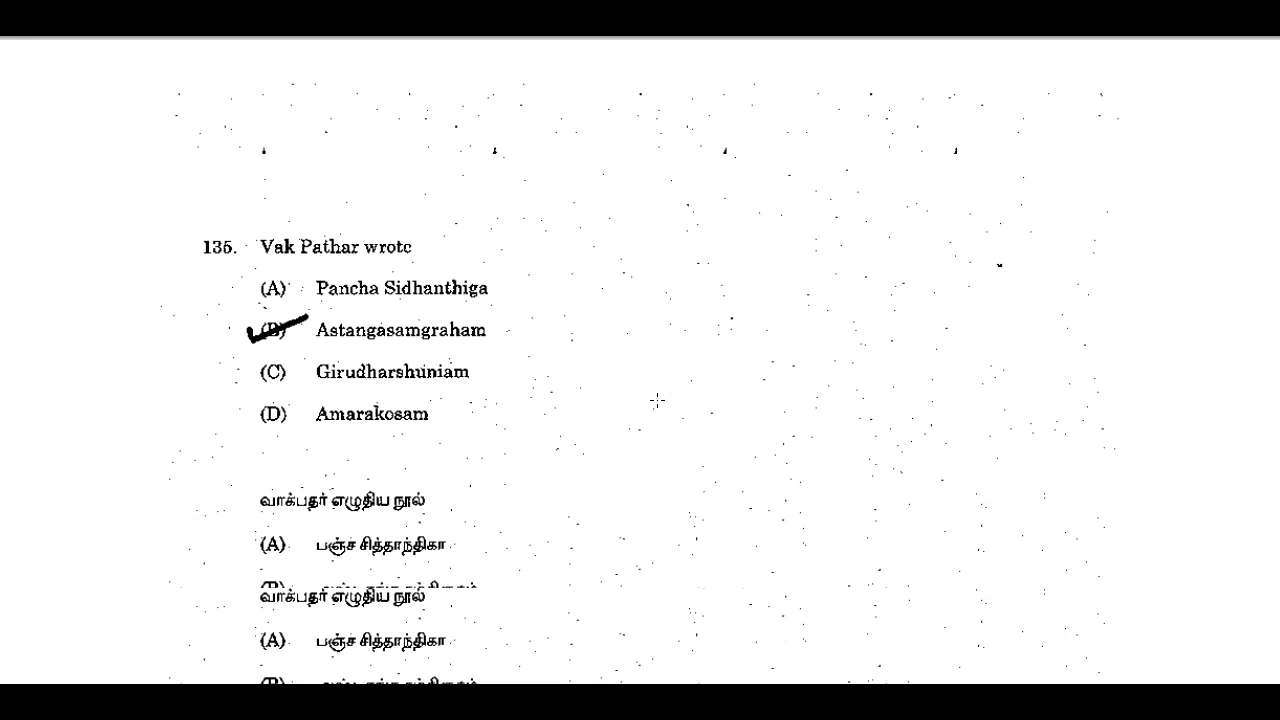 135. Vak Pathar wrote
(A) Pancha Sidhanthiga
(B) Astangasamgraham
(C) Girudharshuniam
(D) Amarakosam
வாக்பதர் எழுதிய நூல்
(A) பஞ்ச சித்தாந்திகா
வாக்பதர் எழுதிய நூல்
(A) பஞ்ச சித்தாந்திகா